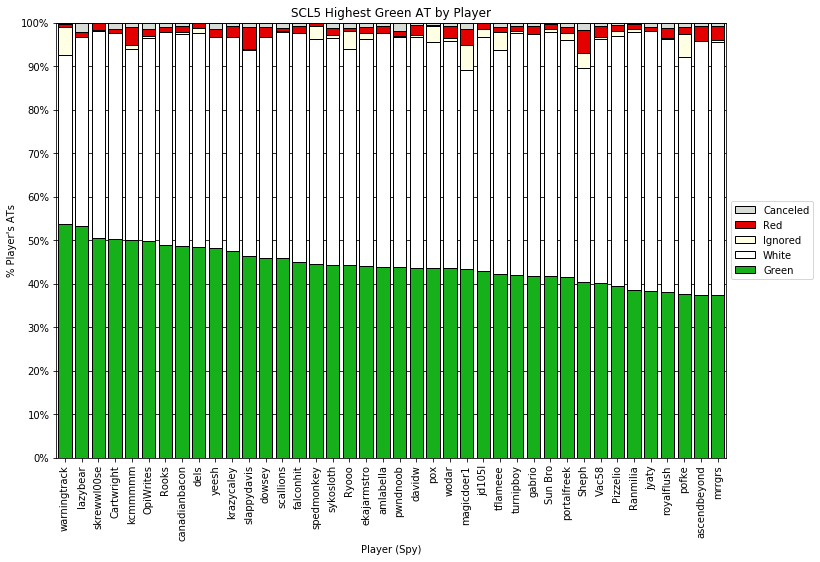 SCL5 Highest Green AT by Player
100%
90%
80%
70%
60%
50%
40%
30%
20%
10%
0%
% Player's ATs
Canceled
Red
Ignored
White
Green
warningtrack
lazybear
skrewwl00se
Cartwright
kcmmmmm
OpiWrites
Rooks
canadianbacon
dels
yeesh
krazycaley
slappydavis
dowsey
scallions
falconhit
spedmonkey
sykosloth
Ryooo
ekajarmstro
amlabella
pwndnoob
davidw
pox
wodar
magicdoer1
jd105l
tflameee
turnipboy
gabrio
Sun Bro
portalfreek
Sheph
Vac58
Pizzelio
Ranmilia
jyaty
royalflush
pofke
ascendbeyond
mrrgrs
Player (Spy)